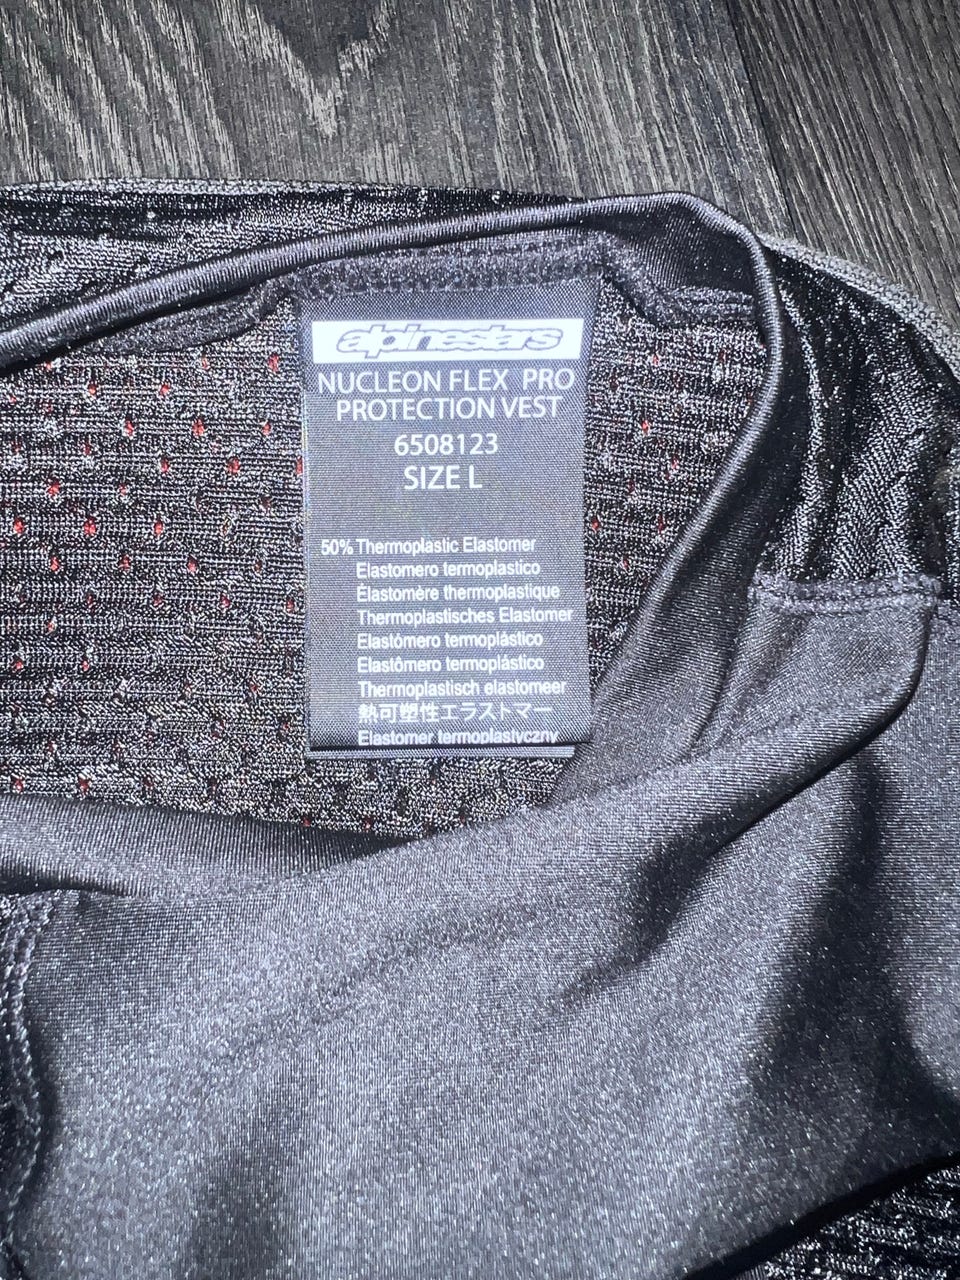 alpinestars
NUCLEON FLEX PRO
PROTECTION VEST
6508123
SIZE L
50% Thermoplastic Elastomer
Elastomero termoplastico
Élastomère thermoplastique
Thermoplastisches Elastomer
Elastômero termoplástico
Elastômero termoplástico
Thermoplastisch elastomeer
熱可塑性エラストマー
Elastomer termoplastyczny